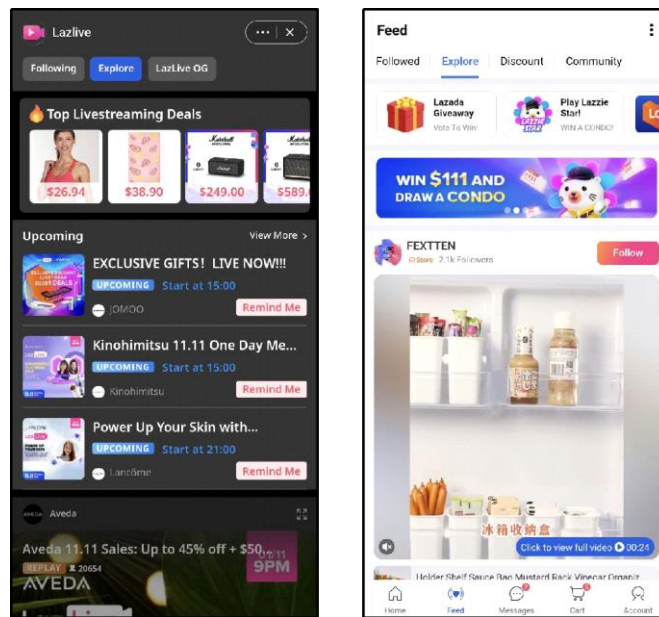 Lazlive
Following
Explore
LazLive OG
Top Livestreaming Deals
$26.94
$38.90
$249.00
$589.
Upcoming
View More >
EXCLUSIVE GIFTS! LIVE NOW!!!
UPCOMING Start at 15:00
JOMOO
Remind Me
Kinohimitsu 11.11 One Day Me...
UPCOMING Start at 15:00
Kinohimitsu
Remind Me
Power Up Your Skin with...
UPCOMING Start at 21:00
Lancôme
Remind Me
AVEDA Aveda
Aveda 11.11 Sales: Up to 45% off + $50...
REPLAY 20654
9PM
AVEDA
Feed
Followed
Explore
Discount
Community
Lazada
Giveaway
Vote To Win!
Play Lazzie
Star!
WIN A CONDO!
WIN $111 AND
DRAW A CONDO
FEXTTEN
Store 2.1k Followers
Follow
冰箱收纳盒
Click to view full video 00:24
Holder Shelf Sauce Bag Mustard Rack Vinegar Organiz
Home
Feed
Messages
Cart
Account